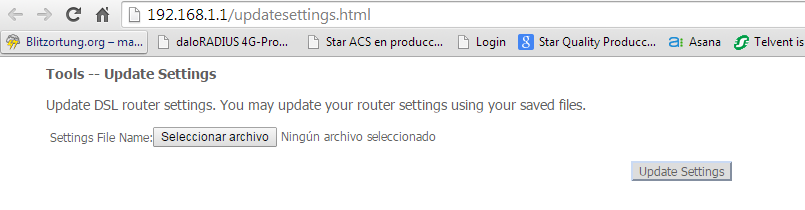 192.168.1.1/updatesettings.html
Blitzortung.org – ma... daloRADIUS 4G-Pro... Star ACS en producc... Login Star Quality Producc... Asana Telvent is
Tools -- Update Settings
Update DSL router settings. You may update your router settings using your saved files.
Settings File Name: Seleccionar archivo Ningún archivo seleccionado
Update Settings